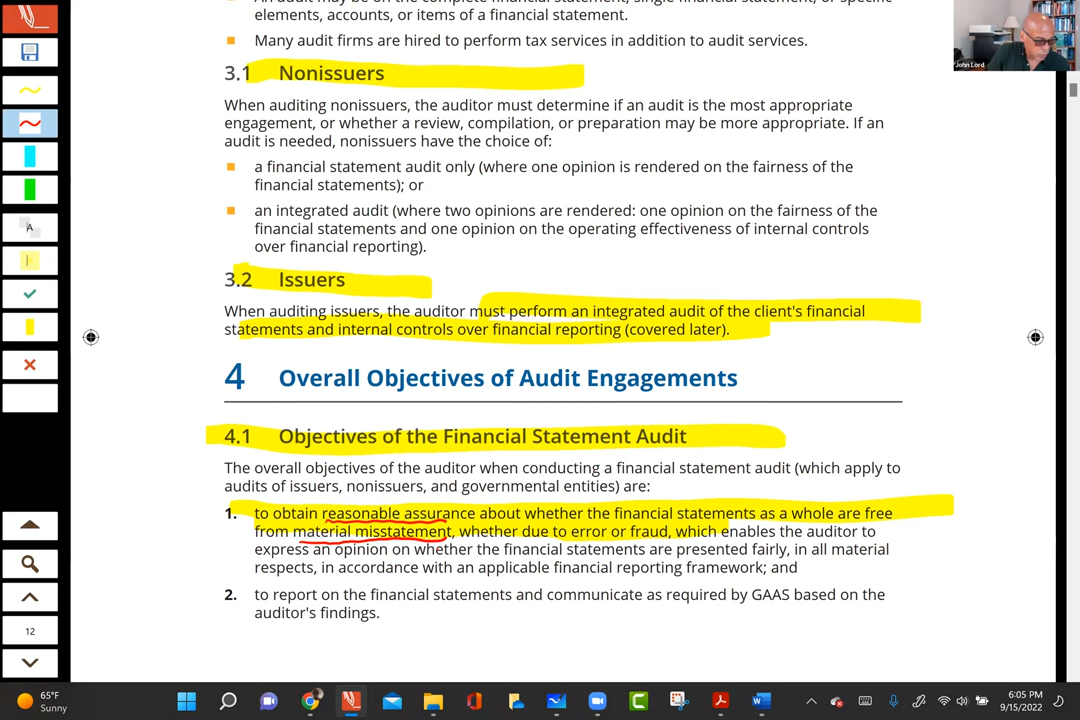 An audit may be on the complete financial statement, single financial statement, or specific
elements, accounts, or items of a financial statement.
Many audit firms are hired to perform tax services in addition to audit services.
3.1 Nonissuers
When auditing nonissuers, the auditor must determine if an audit is the most appropriate
engagement, or whether a review, compilation, or preparation may be more appropriate. If an
audit is needed, nonissuers have the choice of:
a financial statement audit only (where one opinion is rendered on the fairness of the
financial statements); or
an integrated audit (where two opinions are rendered: one opinion on the fairness of the
financial statements and one opinion on the operating effectiveness of internal controls
over financial reporting).
3.2 Issuers
When auditing issuers, the auditor must perform an integrated audit of the client's financial
statements and internal controls over financial reporting (covered later).
4 Overall Objectives of Audit Engagements
4.1 Objectives of the Financial Statement Audit
The overall objectives of the auditor when conducting a financial statement audit (which apply to
audits of issuers, nonissuers, and governmental entities) are:
1. to obtain reasonable assurance about whether the financial statements as a whole are free
from material misstatement, whether due to error or fraud, which enables the auditor to
express an opinion on whether the financial statements are presented fairly, in all material
respects, in accordance with an applicable financial reporting framework; and
2. to report on the financial statements and communicate as required by GAAS based on the
auditor's findings.
John Lord
A
12
65°F
Sunny
6:05 PM
9/15/2022